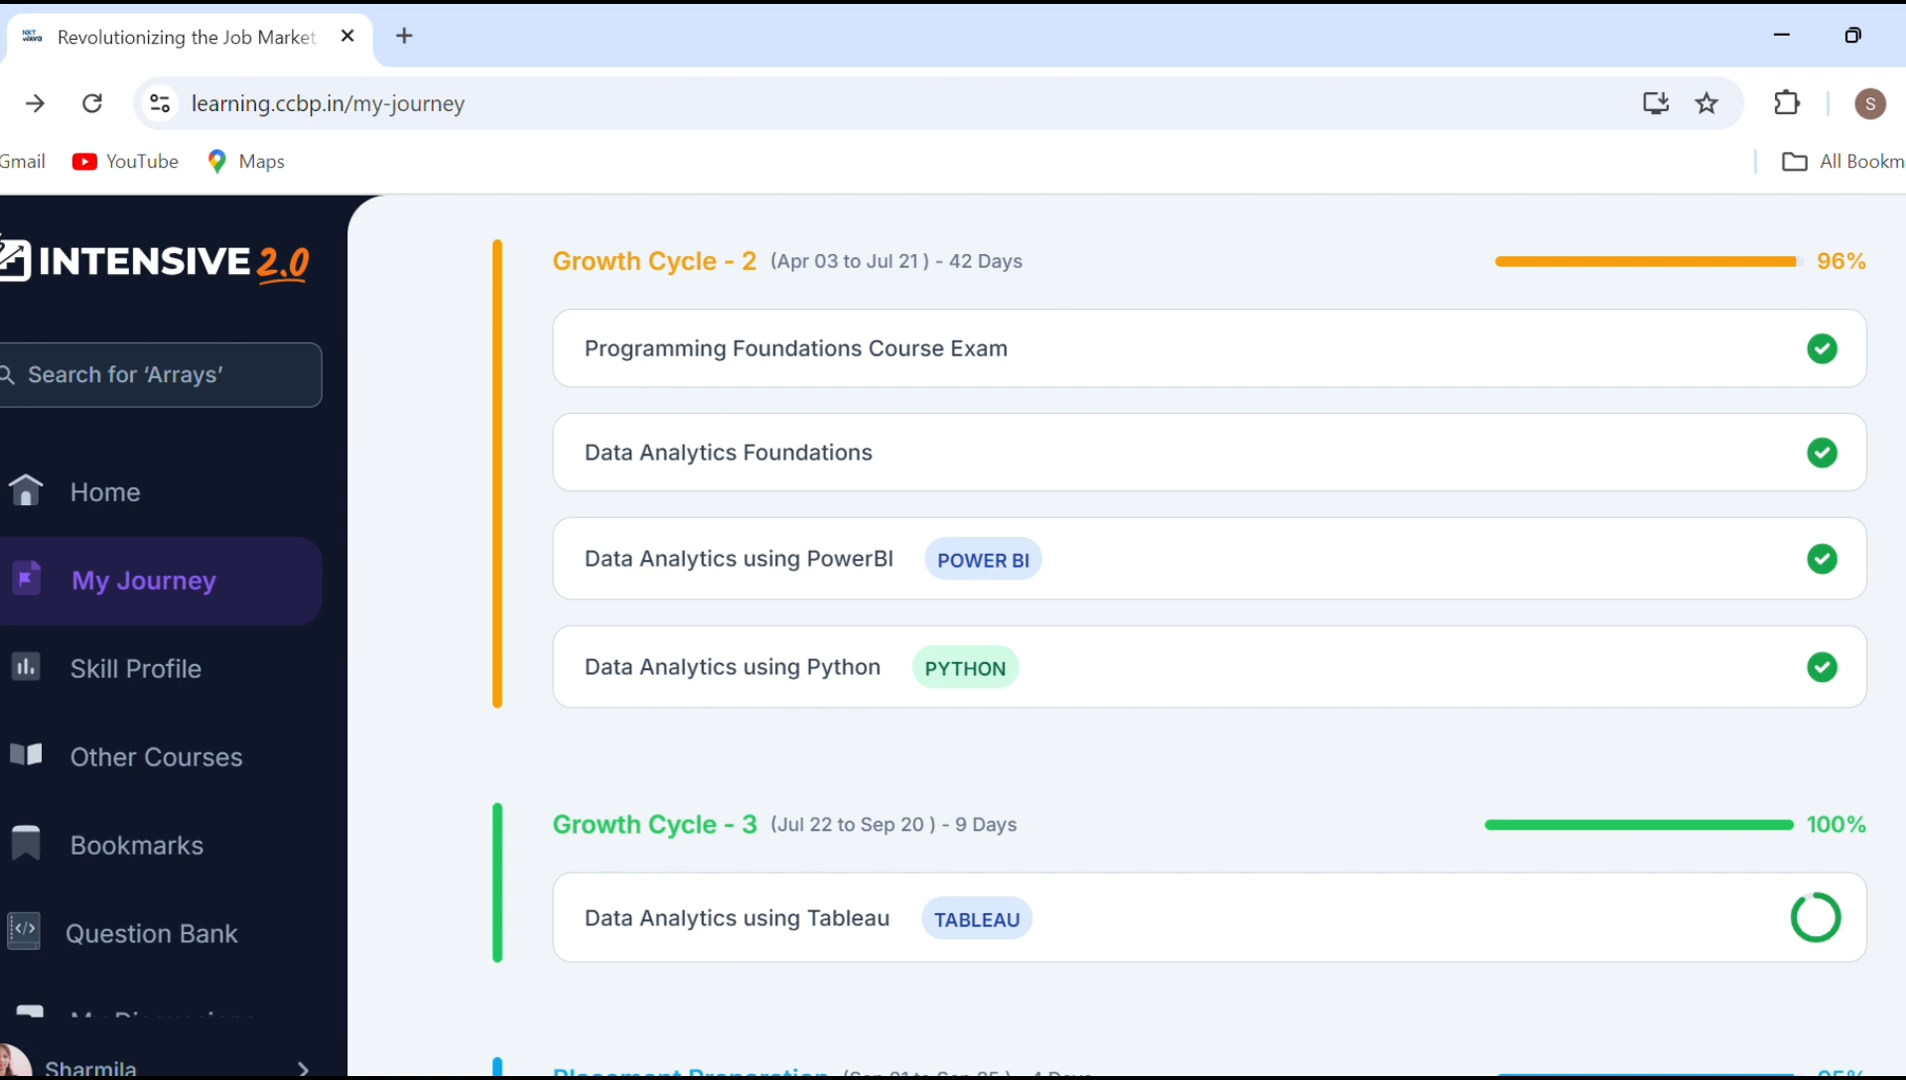 NXT WAVE
Revolutionizing the Job Market
learning.ccbp.in/my-journey
S
Gmail
YouTube
Maps
All Bookm
INTENSIVE 2.0
Search for ‘Arrays’
Home
My Journey
Skill Profile
Other Courses
Bookmarks
Question Bank
Sharmila
Growth Cycle - 2 (Apr 03 to Jul 21 ) - 42 Days 96%
Programming Foundations Course Exam
Data Analytics Foundations
Data Analytics using PowerBI POWER BI
Data Analytics using Python PYTHON
Growth Cycle - 3 (Jul 22 to Sep 20 ) - 9 Days 100%
Data Analytics using Tableau TABLEAU
Placement Preparation